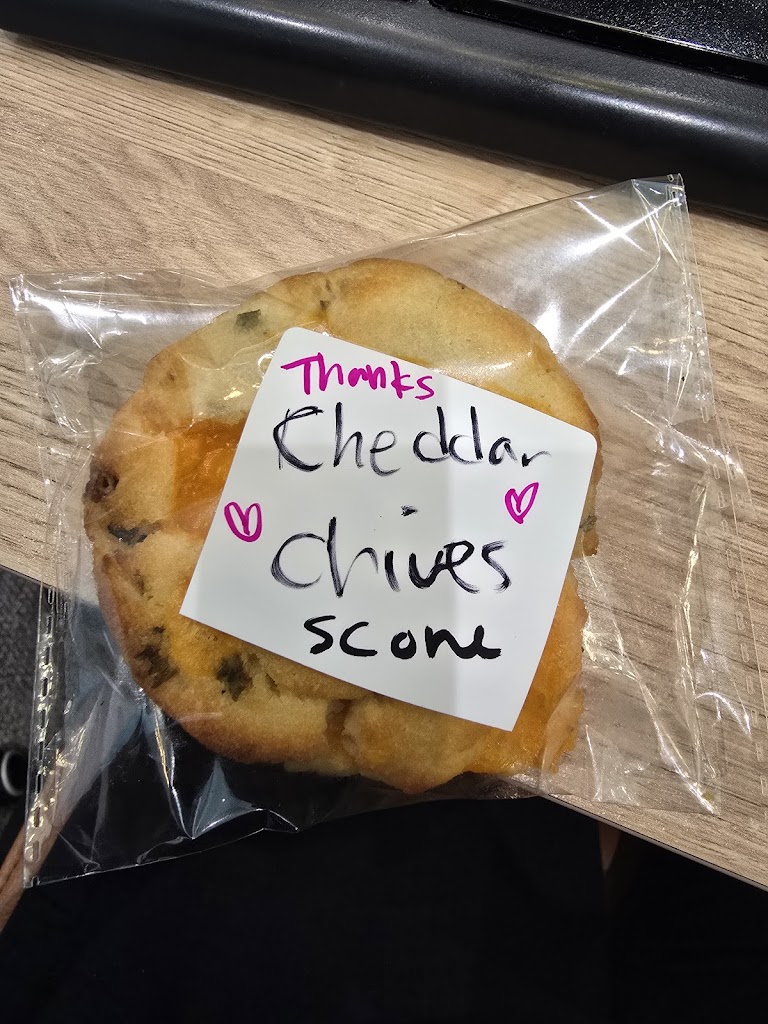 Thanks
Cheddar
Chives
scone